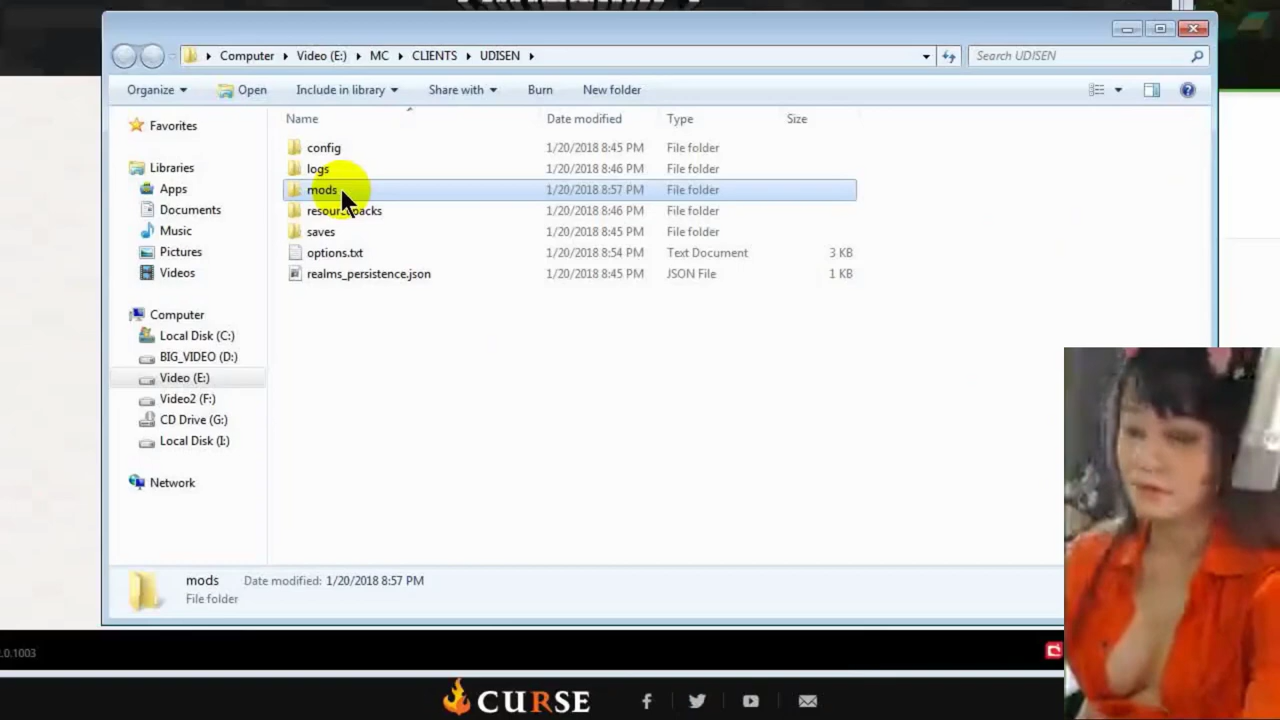 Computer Video (E:) MC CLIENTS UDISEN
Search UDISEN
Organize Open Include in library Share with Burn New folder
Name Date modified Type Size
Favorites
Libraries
Apps
Documents
Music
Pictures
Videos
Computer
Local Disk (C:)
BIG_VIDEO (D:)
Video (E:)
Video2 (F:)
CD Drive (G:)
Local Disk (I:)
Network
config 1/20/2018 8:45 PM File folder
logs 1/20/2018 8:46 PM File folder
mods 1/20/2018 8:57 PM File folder
resourcepacks 1/20/2018 8:46 PM File folder
saves 1/20/2018 8:45 PM File folder
options.txt 1/20/2018 8:54 PM Text Document 3 KB
realms_persistence.json 1/20/2018 8:45 PM JSON File 1 KB
mods Date modified: 1/20/2018 8:57 PM
File folder
.0.1003
CURSE